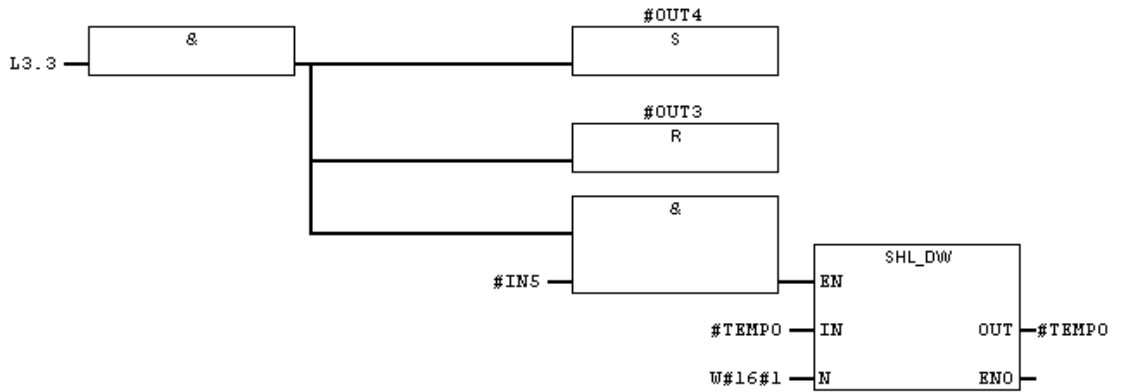 #OUT4
& S
L3.3
#OUT3
R
&
SHL_DW
#IN5 EN
#TEMPO IN OUT #TEMPO
W#16#1 N ENO